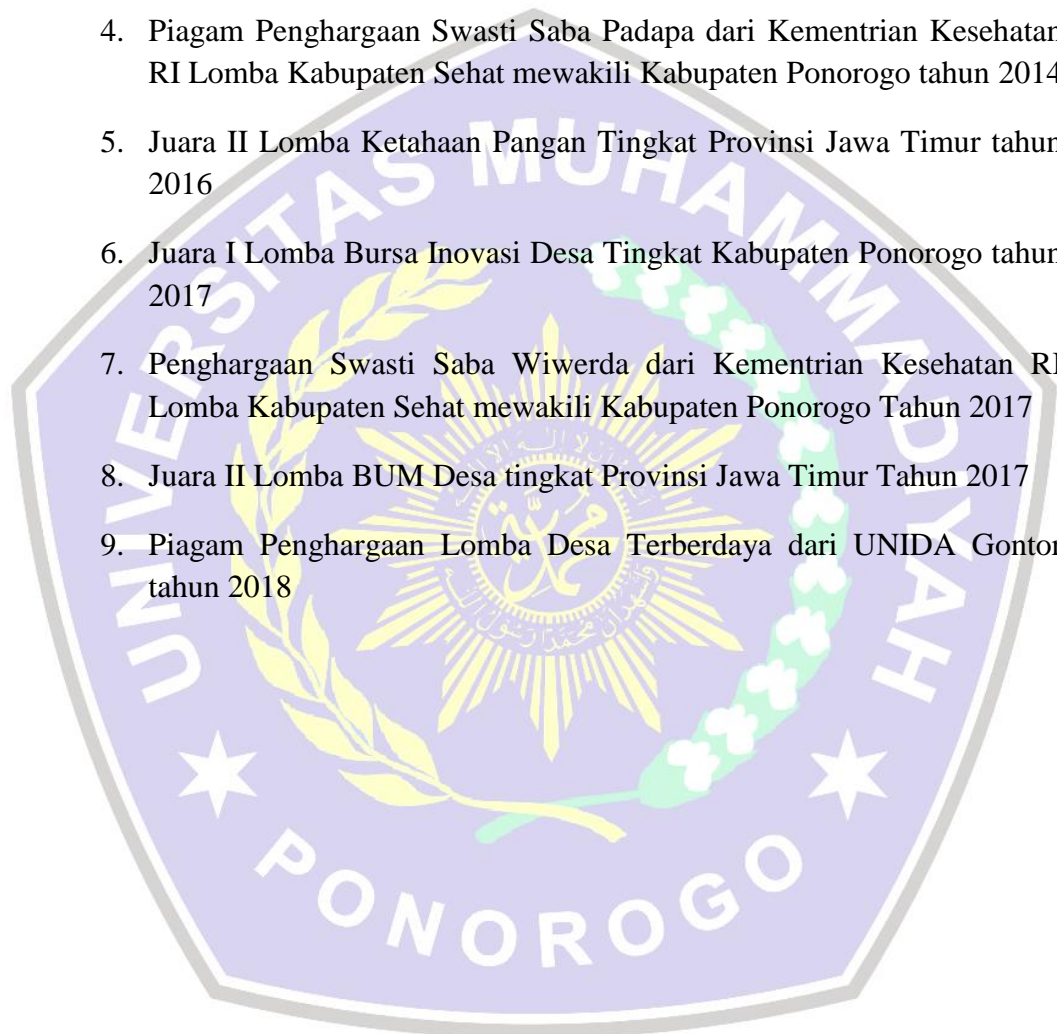 4. Piagam Penghargaan Swasti Saba Padapa dari Kementrian Kesehatan
RI Lomba Kabupaten Sehat mewakili Kabupaten Ponorogo tahun 2014
5. Juara II Lomba Ketahaan Pangan Tingkat Provinsi Jawa Timur tahun
2016
6. Juara I Lomba Bursa Inovasi Desa Tingkat Kabupaten Ponorogo tahun
2017
7. Penghargaan Swasti Saba Wiwerda dari Kementrian Kesehatan RI
Lomba Kabupaten Sehat mewakili Kabupaten Ponorogo Tahun 2017
8. Juara II Lomba BUM Desa tingkat Provinsi Jawa Timur Tahun 2017
9. Piagam Penghargaan Lomba Desa Terberdaya dari UNIDA Gontor
tahun 2018
UNIVERSITAS MUHAMMADIYAH
PONOROGO
محمدية